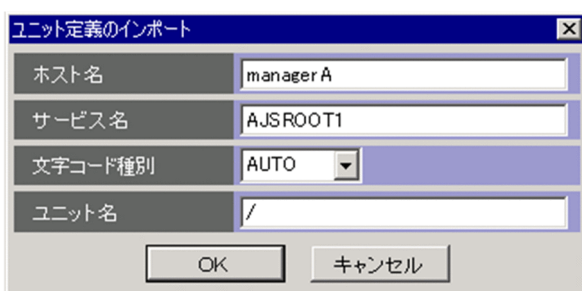 ユニット定義のインポート
ホスト名 managerA
サービス名 AJSROOT1
文字コード種別 AUTO
ユニット名 /
OK キャンセル